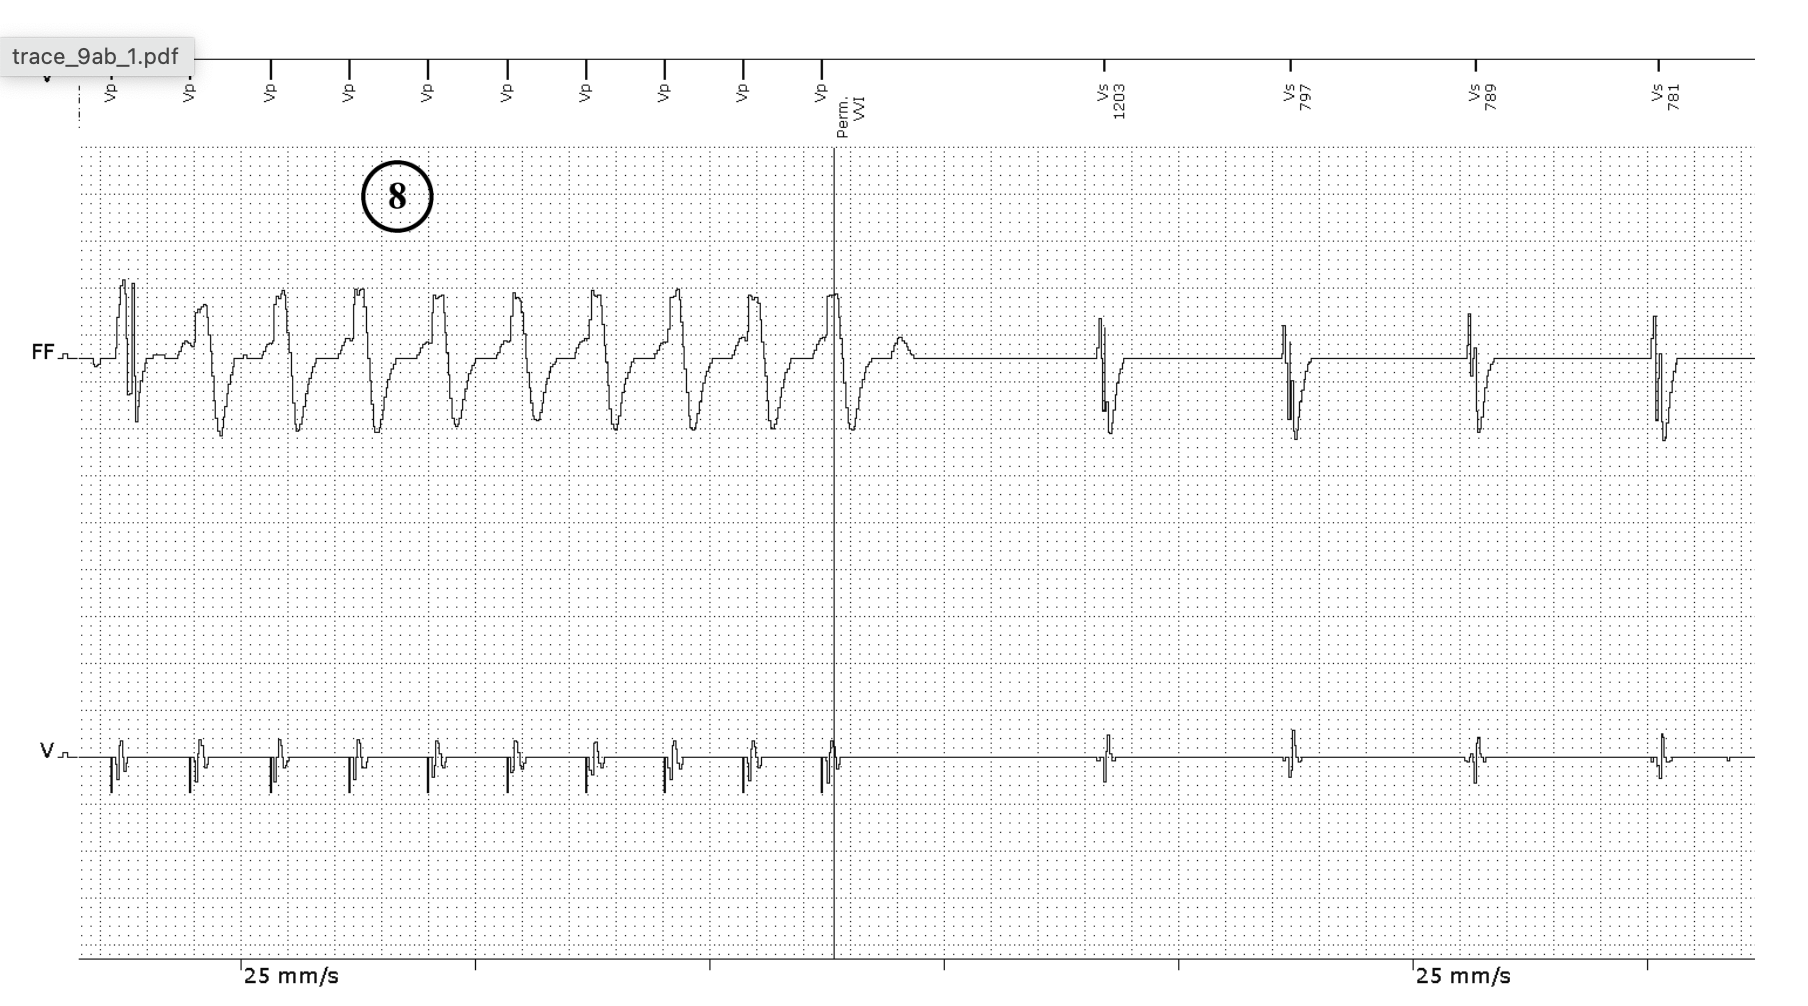 trace_9ab_1.pdf
Vp
Vp
Vp
Vp
Vp
Vp
Vp
Vp
Vp
Vp
Perm.
VVI
Vs
1203
Vs
797
Vs
789
Vs
781
8
FF
V
25 mm/s
25 mm/s